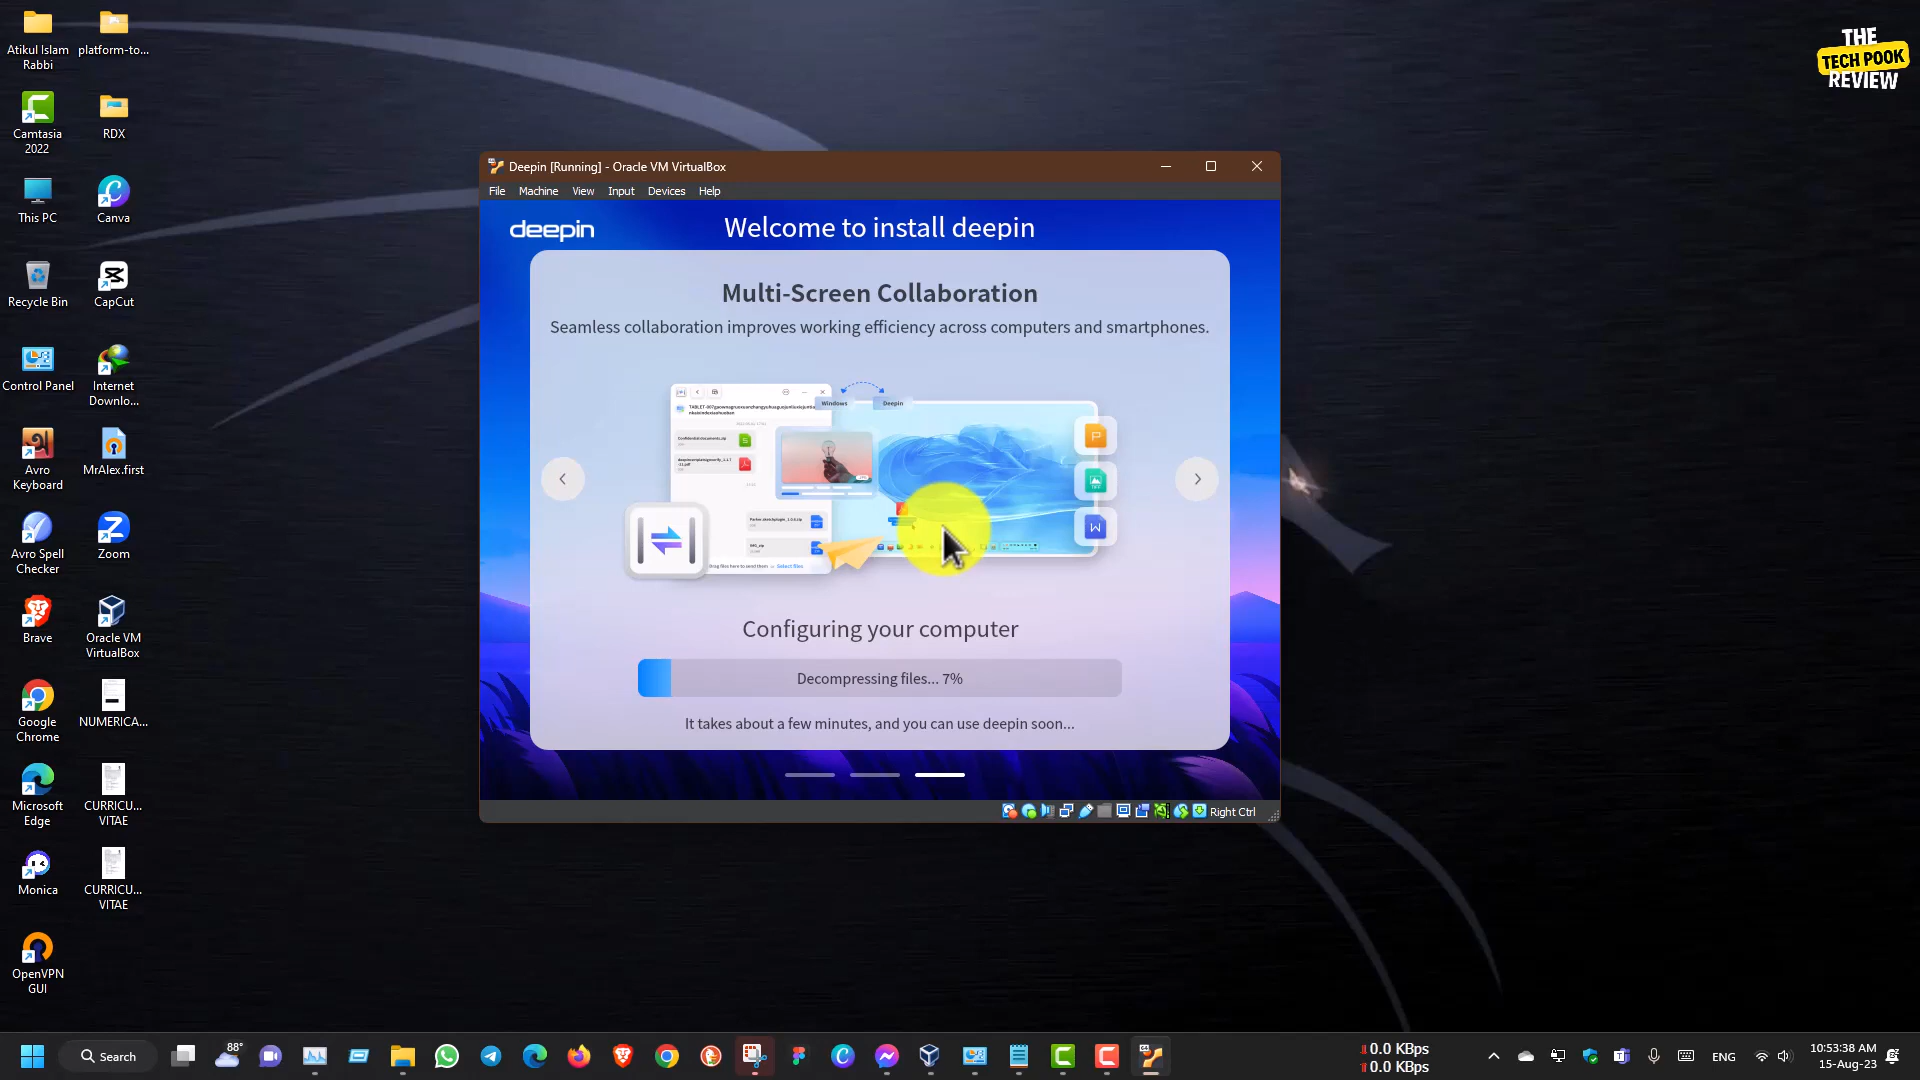 Atikul Islam
Rabbi
platform-to...
Camtasia
2022
RDX
This PC
Canva
Recycle Bin
CapCut
Control Panel
Internet
Downlo...
Avro
Keyboard
MrAlex.first
Avro Spell
Checker
Zoom
Brave
Oracle VM
VirtualBox
Google
Chrome
NUMERICA...
Microsoft
Edge
CURRICU...
VITAE
Monica
CURRICU...
VITAE
OpenVPN
GUI
THE
TECH POOK
REVIEW
Deepin [Running] - Oracle VM VirtualBox
File Machine View Input Devices Help
deepin
Welcome to install deepin
Multi-Screen Collaboration
Seamless collaboration improves working efficiency across computers and smartphones.
Windows
Deepin
Select files
Configuring your computer
Decompressing files... 7%
It takes about a few minutes, and you can use deepin soon...
Right Ctrl
Search
88°
0.0 KBps
0.0 KBps
ENG
10:53:38 AM
15-Aug-23